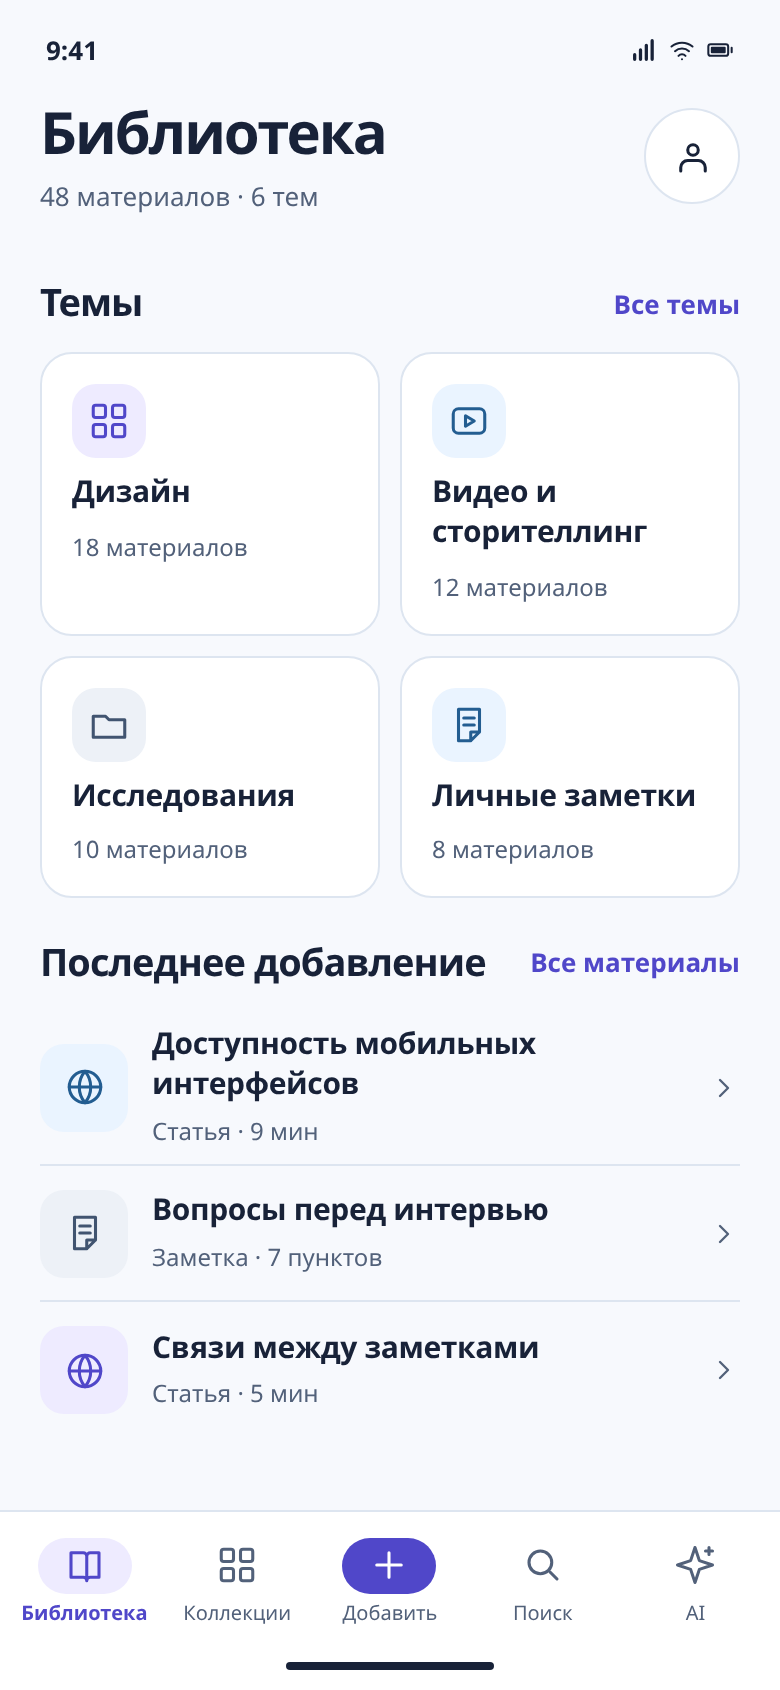 9:41
Библиотека
48 материалов · 6 тем
Темы
Все темы
Дизайн
18 материалов
Видео и
сторителлинг
12 материалов
Исследования
10 материалов
Личные заметки
8 материалов
Последнее добавление
Все материалы
Доступность мобильных
интерфейсов
Статья · 9 мин
Вопросы перед интервью
Заметка · 7 пунктов
Связи между заметками
Статья · 5 мин
Библиотека
Коллекции
Добавить
Поиск
AI